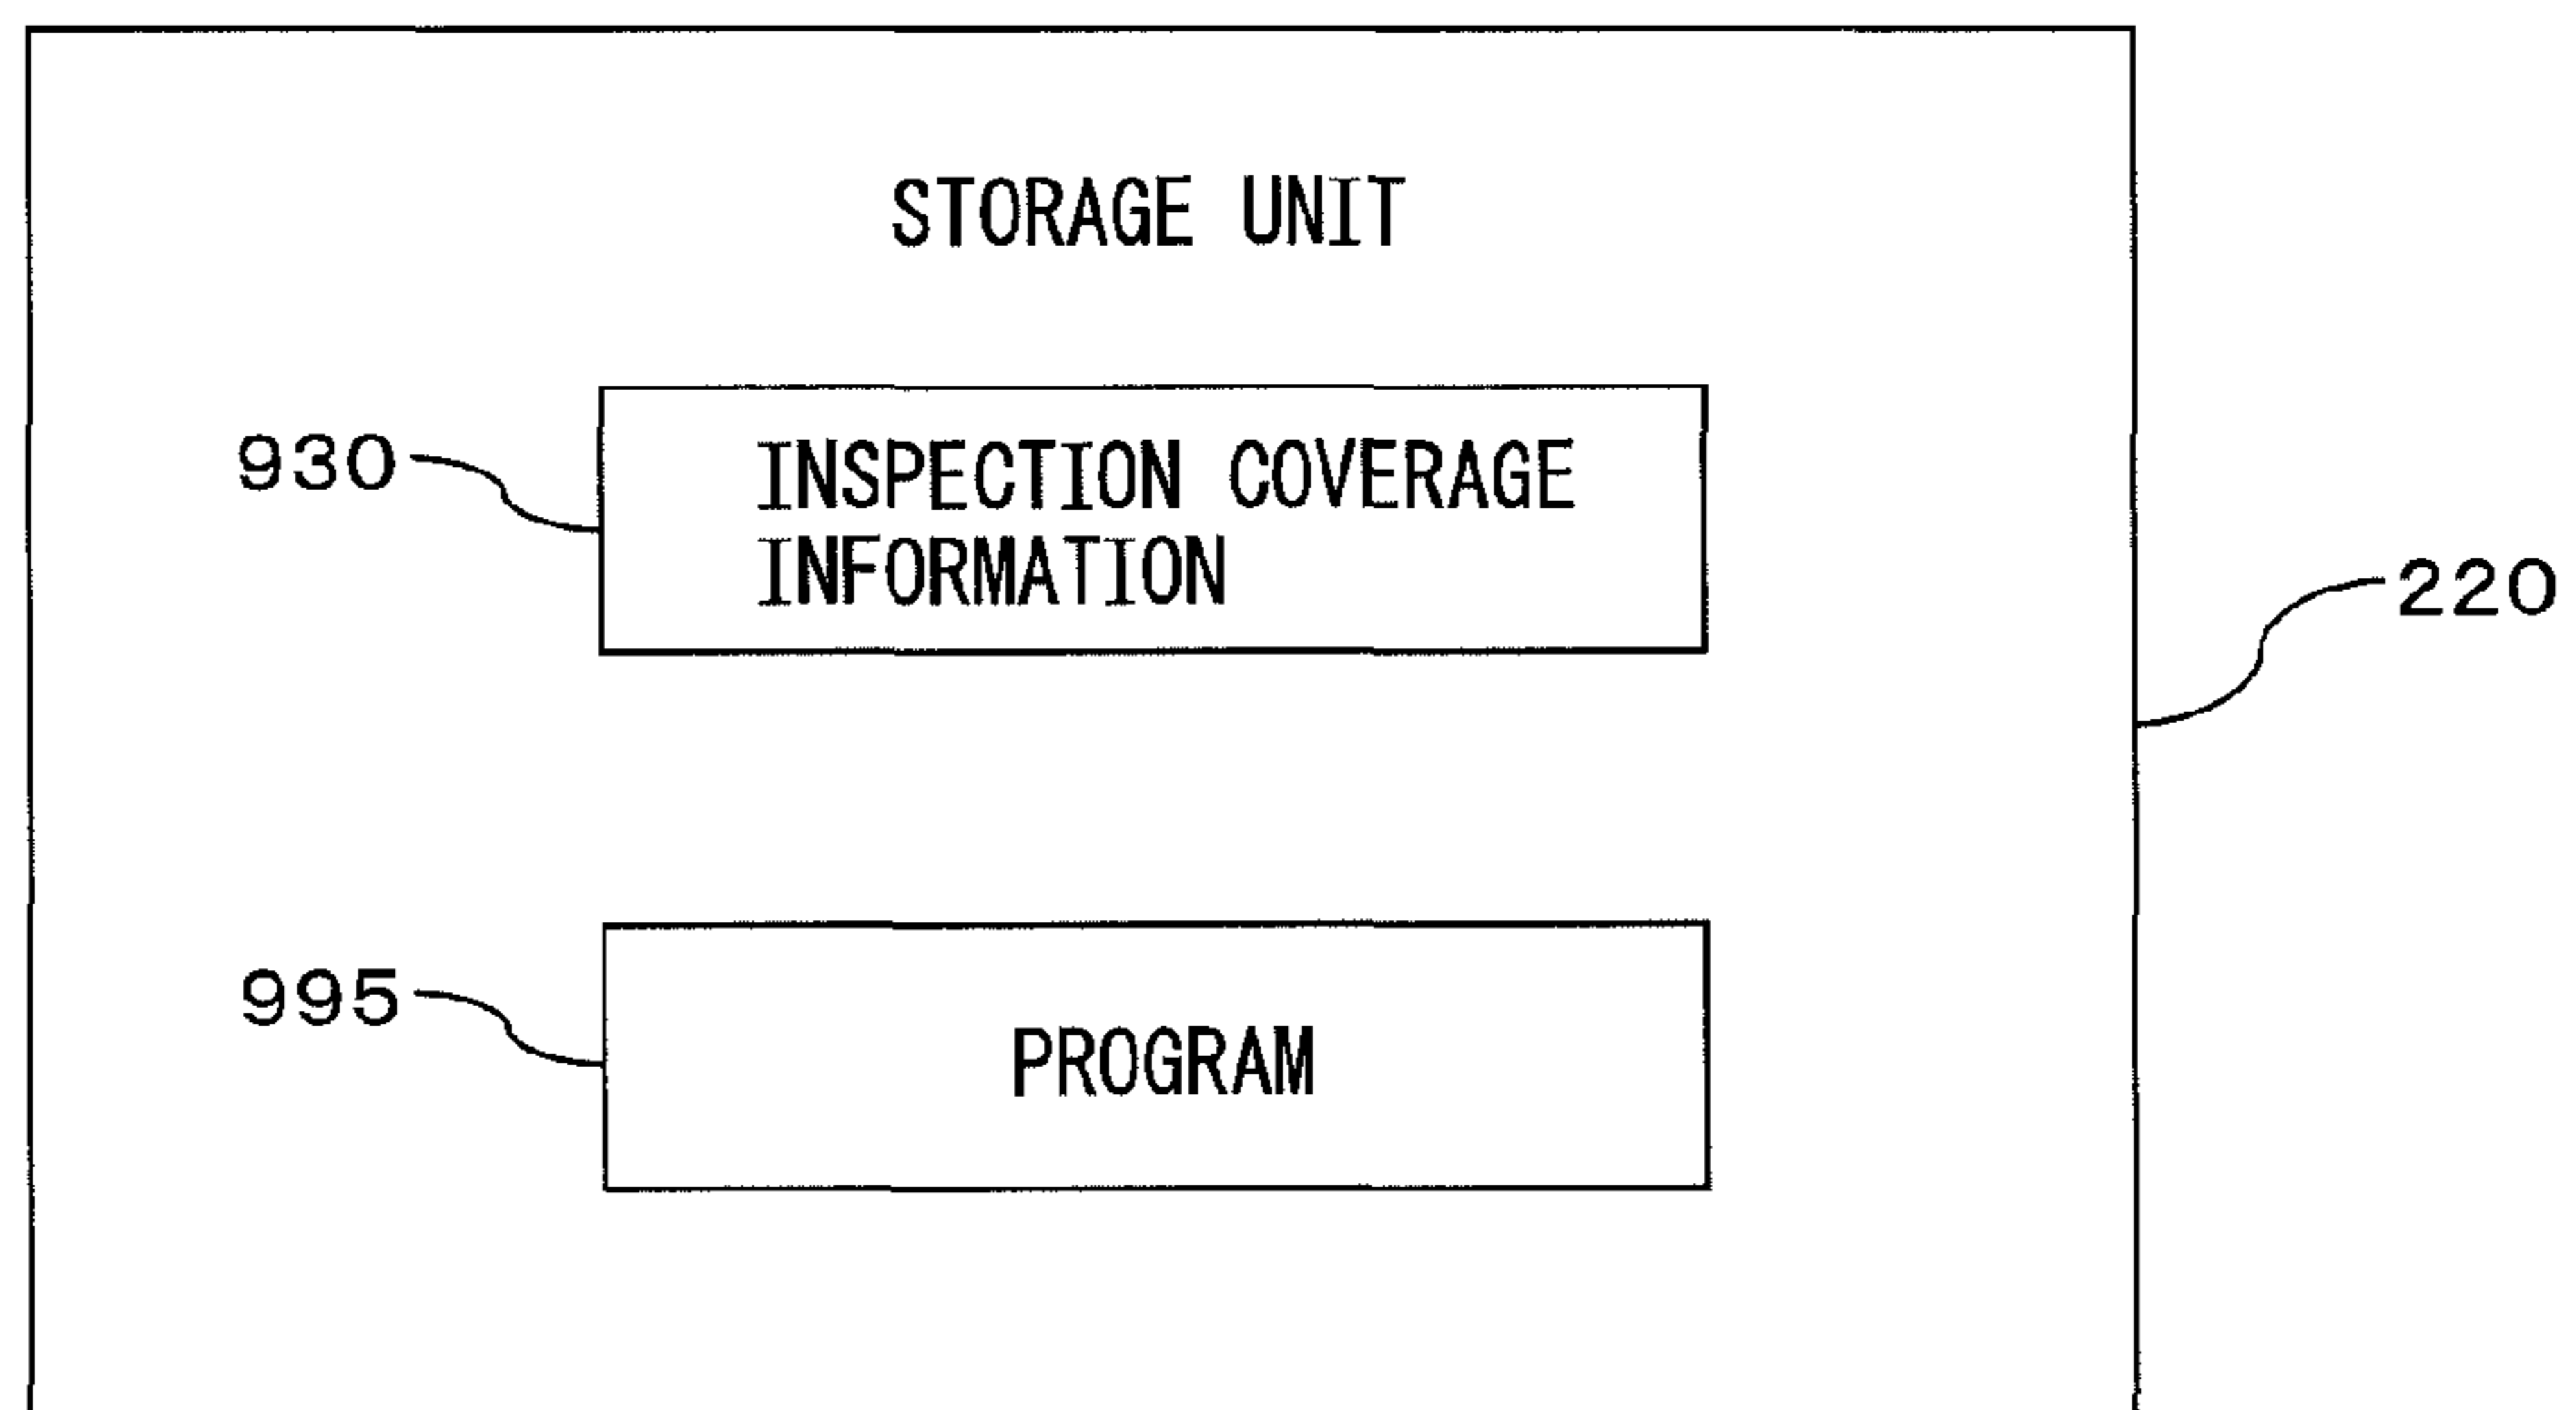 STORAGE UNIT
930
INSPECTION COVERAGE
INFORMATION
220
995
PROGRAM